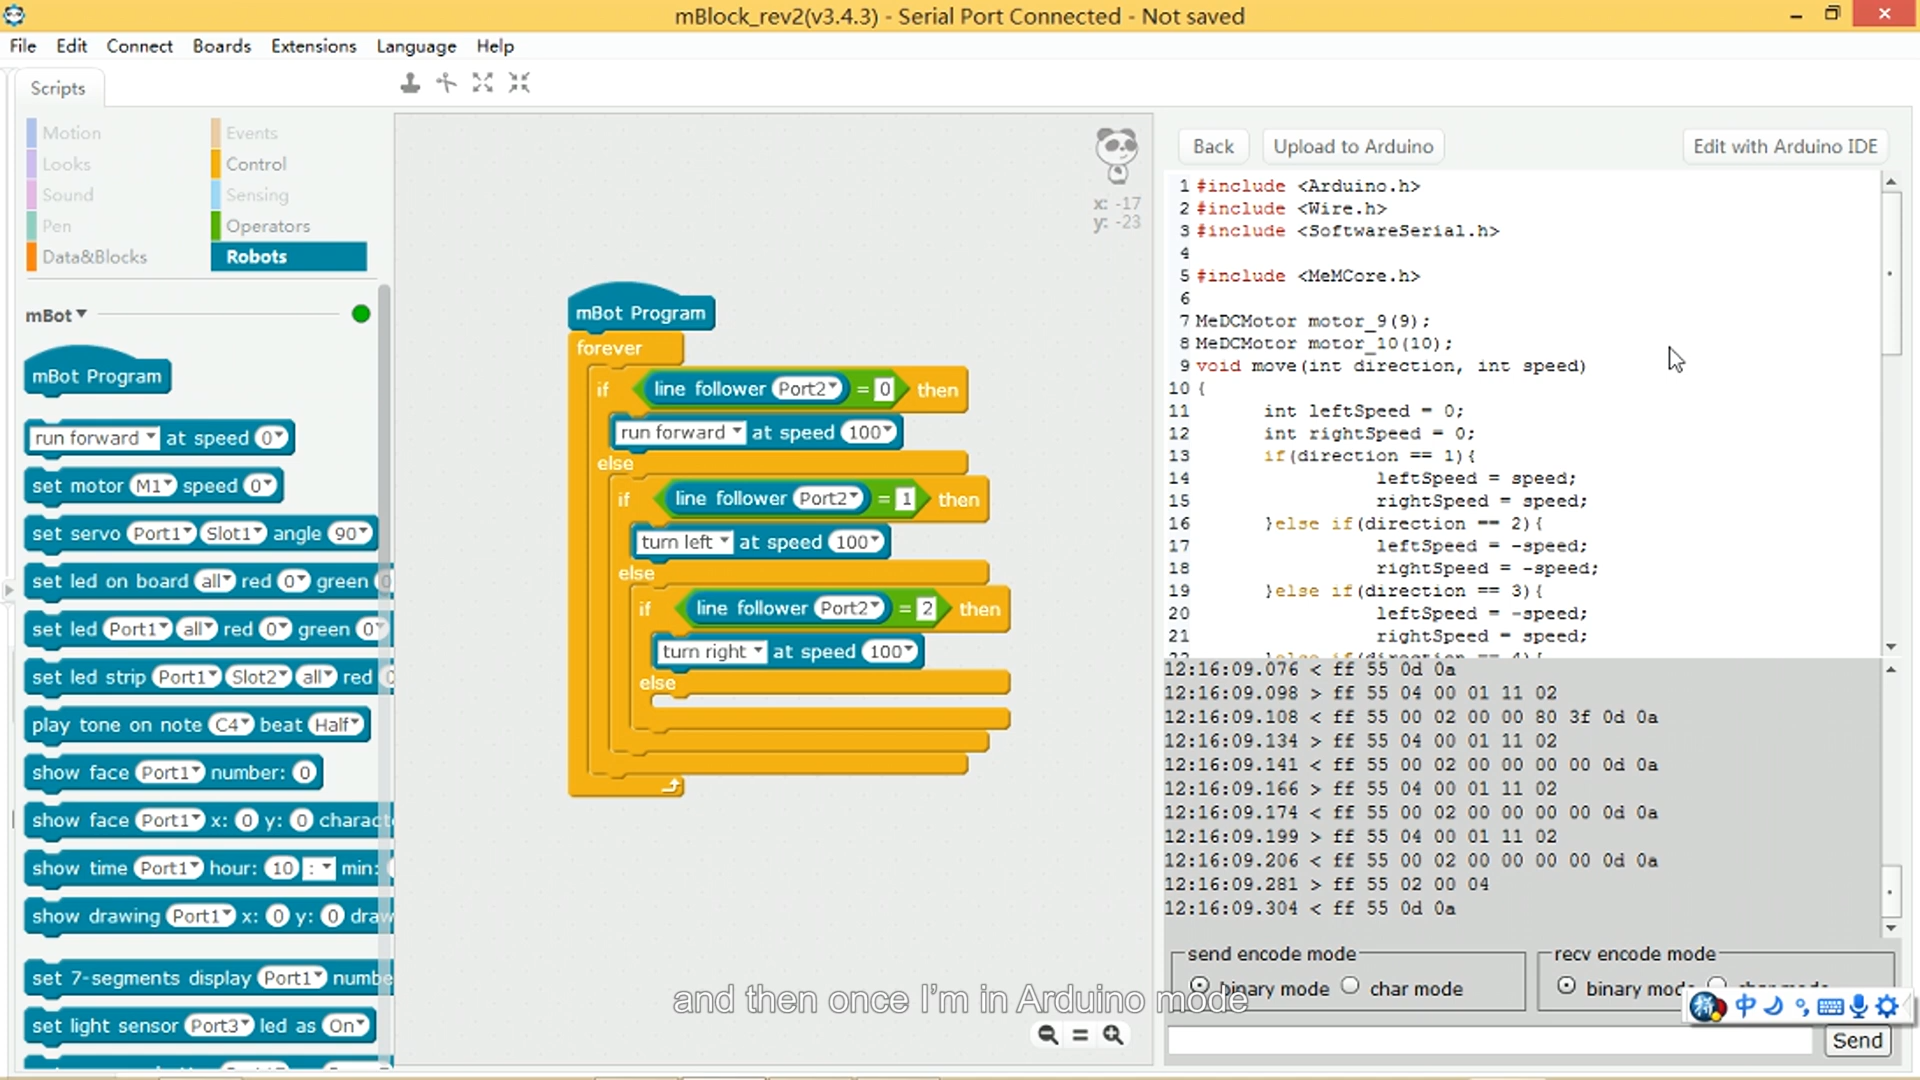 mBlock_rev2(v3.4.3) - Serial Port Connected - Not saved
File Edit Connect Boards Extensions Language Help
Scripts
Motion Events
Looks Control
Sound Sensing
Pen Operators
Data&Blocks Robots
mBot
mBot Program
run forward at speed 0
set motor M1 speed 0
set servo Port1 Slot1 angle 90
set led on board all red 0 green 0
set led Port1 all red 0 green 0
set led strip Port1 Slot2 all red 0
play tone on note C4 beat Half
show face Port1 number: 0
show face Port1 x: 0 y: 0 charact
show time Port1 hour: 10 : min:
show drawing Port1 x: 0 y: 0 draw
set 7-segments display Port1 numbe
set light sensor Port3 led as On
x: -17
y: -23
mBot Program
forever
if line follower Port2 = 0 then
run forward at speed 100
else
if line follower Port2 = 1 then
turn left at speed 100
else
if line follower Port2 = 2 then
turn right at speed 100
else
Back Upload to Arduino Edit with Arduino IDE
1 #include <Arduino.h>
2 #include <Wire.h>
3 #include <SoftwareSerial.h>
4
5 #include <MeMCore.h>
6
7 MeDCMotor motor_9(9);
8 MeDCMotor motor_10(10);
9 void move(int direction, int speed)
10 {
11 int leftSpeed = 0;
12 int rightSpeed = 0;
13 if(direction == 1){
14 leftSpeed = speed;
15 rightSpeed = speed;
16 }else if(direction == 2){
17 leftSpeed = -speed;
18 rightSpeed = -speed;
19 }else if(direction == 3){
20 leftSpeed = -speed;
21 rightSpeed = speed;
22 }else if(direction == 4){
12:16:09.076 < ff 55 0d 0a
12:16:09.098 > ff 55 04 00 01 11 02
12:16:09.108 < ff 55 00 02 00 00 80 3f 0d 0a
12:16:09.134 > ff 55 04 00 01 11 02
12:16:09.141 < ff 55 00 02 00 00 00 00 0d 0a
12:16:09.166 > ff 55 04 00 01 11 02
12:16:09.174 < ff 55 00 02 00 00 00 00 0d 0a
12:16:09.199 > ff 55 04 00 01 11 02
12:16:09.206 < ff 55 00 02 00 00 00 00 0d 0a
12:16:09.281 > ff 55 02 00 04
12:16:09.304 < ff 55 0d 0a
send encode mode recv encode mode
binary mode char mode binary mode char mode
中
Send
and then once I'm in Arduino mode